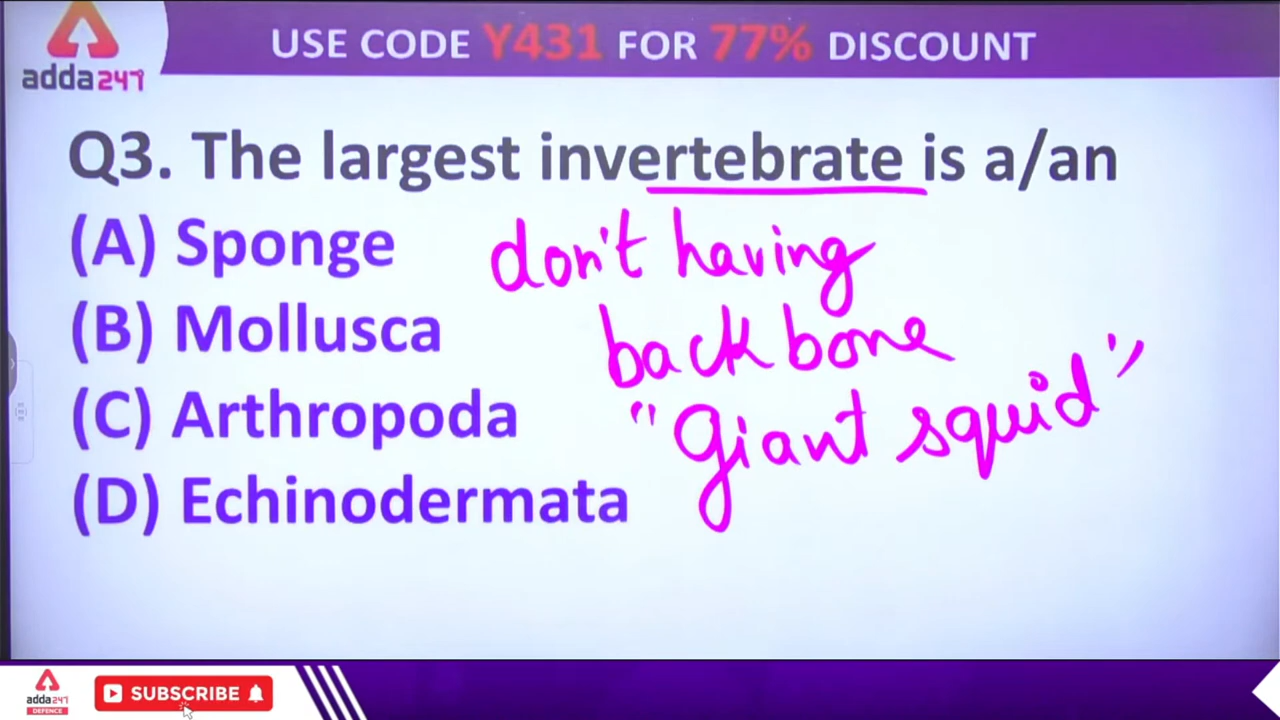 USE CODE Y431 FOR 77% DISCOUNT
adda247
Q3. The largest invertebrate is a/an
(A) Sponge
don't having
(B) Mollusca
back bone
(C) Arthropoda
"Giant squid"
(D) Echinodermata
adda247
DEFENCE
SUBSCRIBE